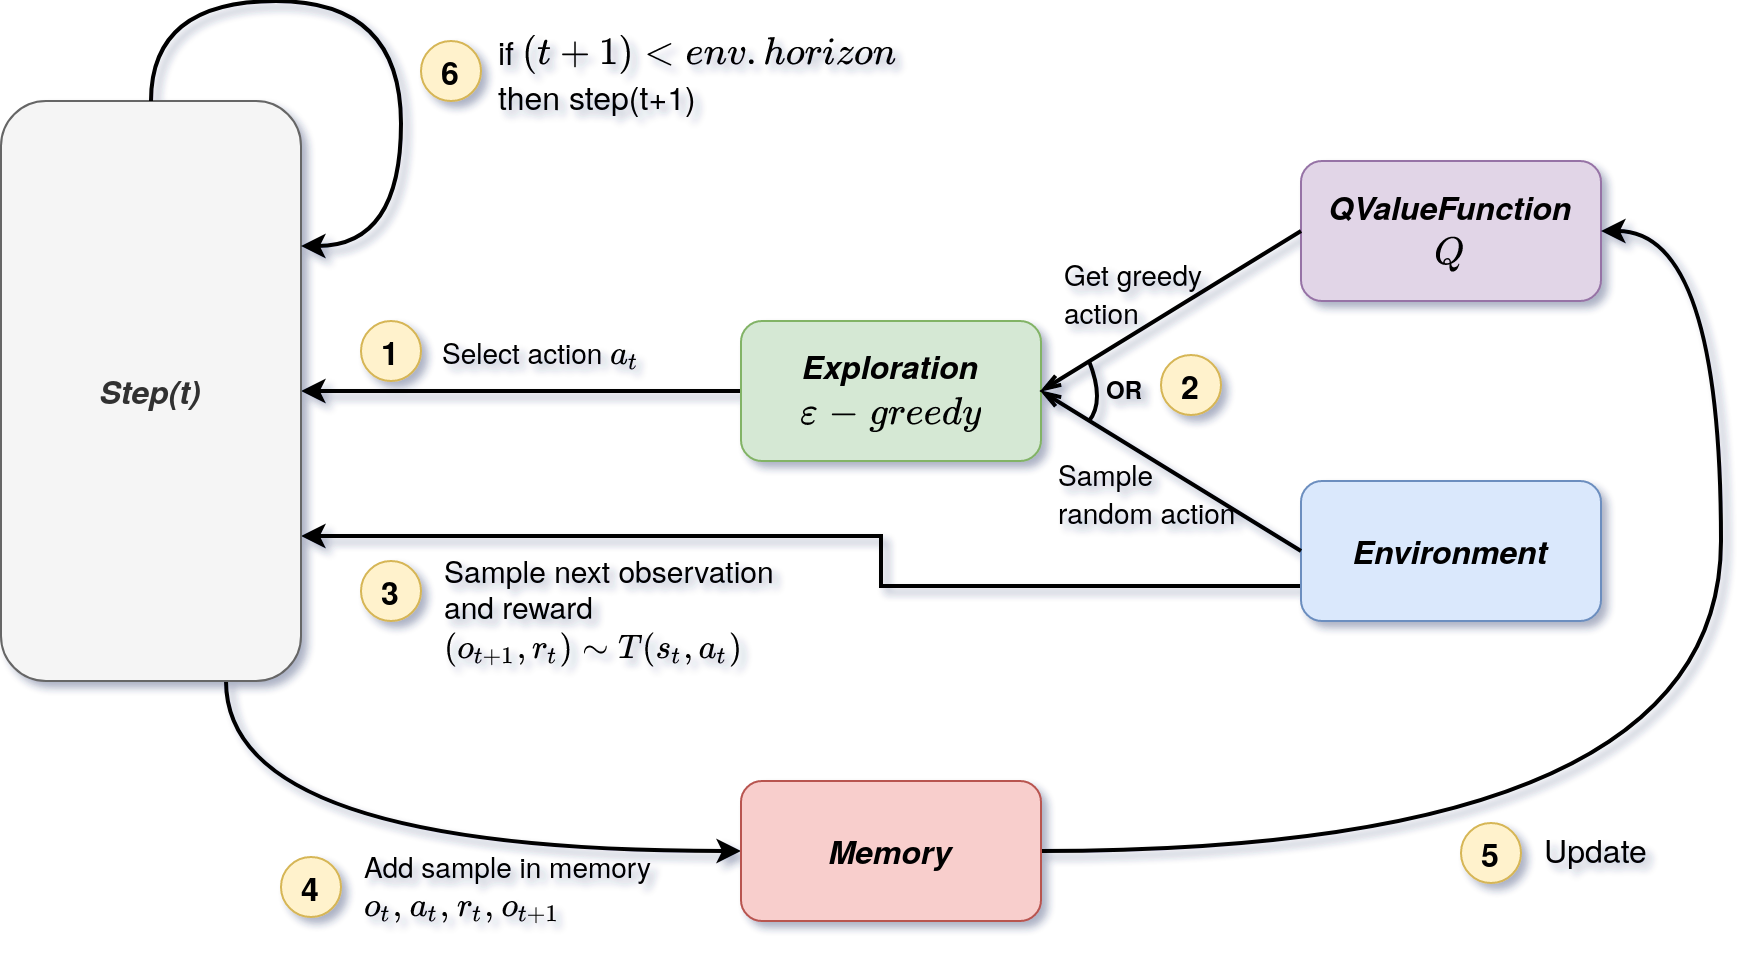 6
if (t + 1) < env.horizon
then step(t+1)
QValueFunction
Q
Get greedy
action
1
Select action a_t
Exploration
ε − greedy
OR
2
Step(t)
Sample
random action
Environment
3
Sample next observation
and reward
(o_{t+1}, r_t) ∼ T(s_t, a_t)
Memory
5
Update
4
Add sample in memory
o_t, a_t, r_t, o_{t+1}